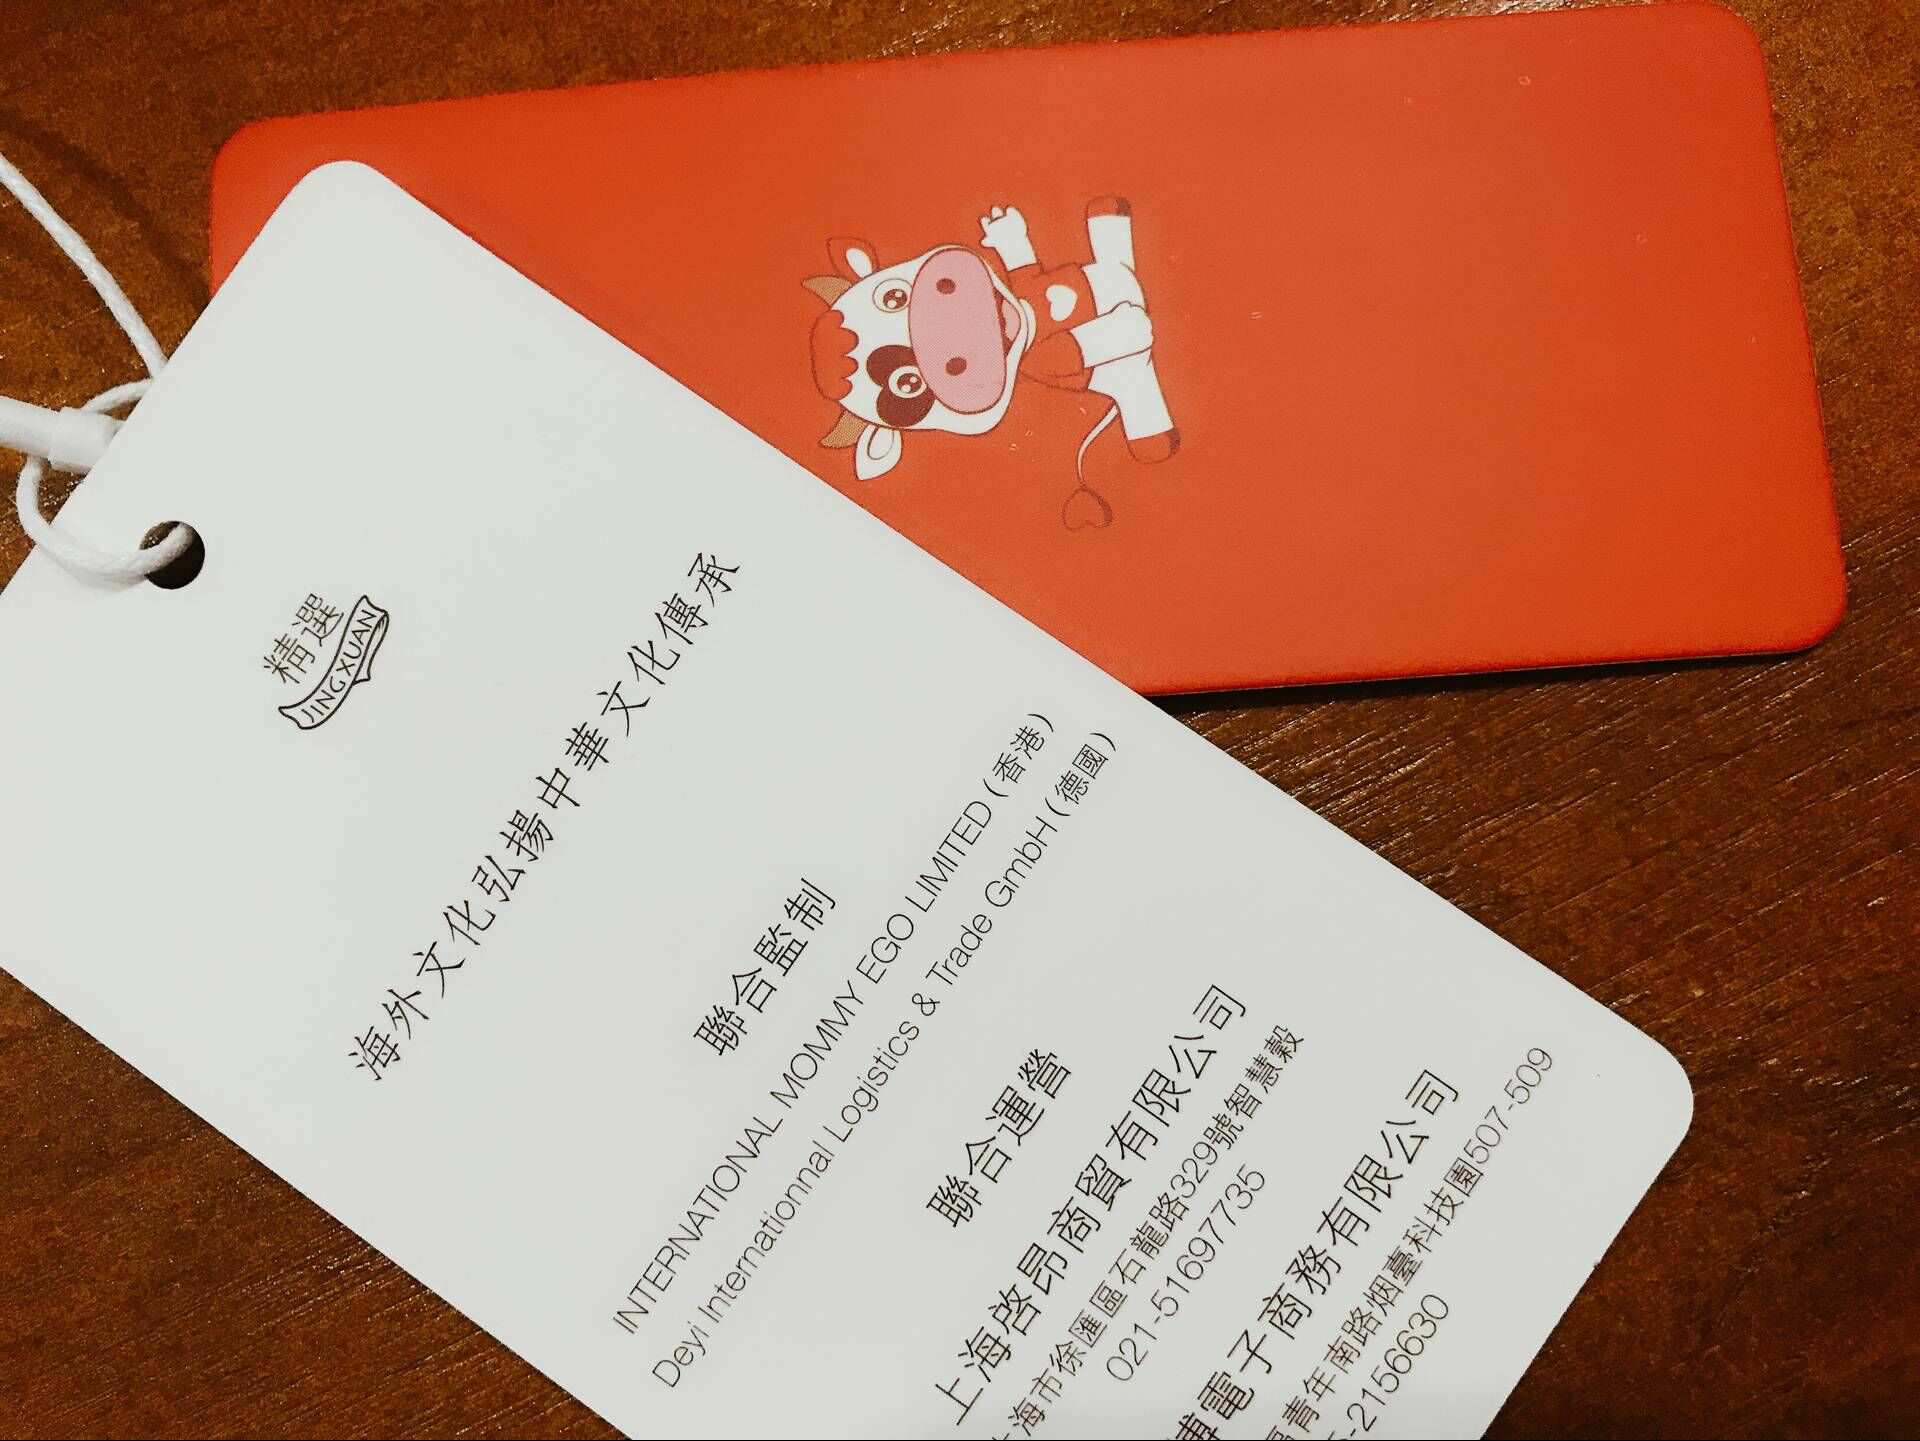 精選
JINGXUAN
海外文化弘揚中華文化傳承
聯合監制
INTERNATIONAL MOMMY EGO LIMITED(香港)
Deyi Internationnal Logistics & Trade GmbH(德國)
聯合運營
上海啓昂商貿有限公司
海市徐匯區石龍路329號智慧穀
021-51697735
電子商務有限公司
青年南路烟臺科技園507-509
-2156630